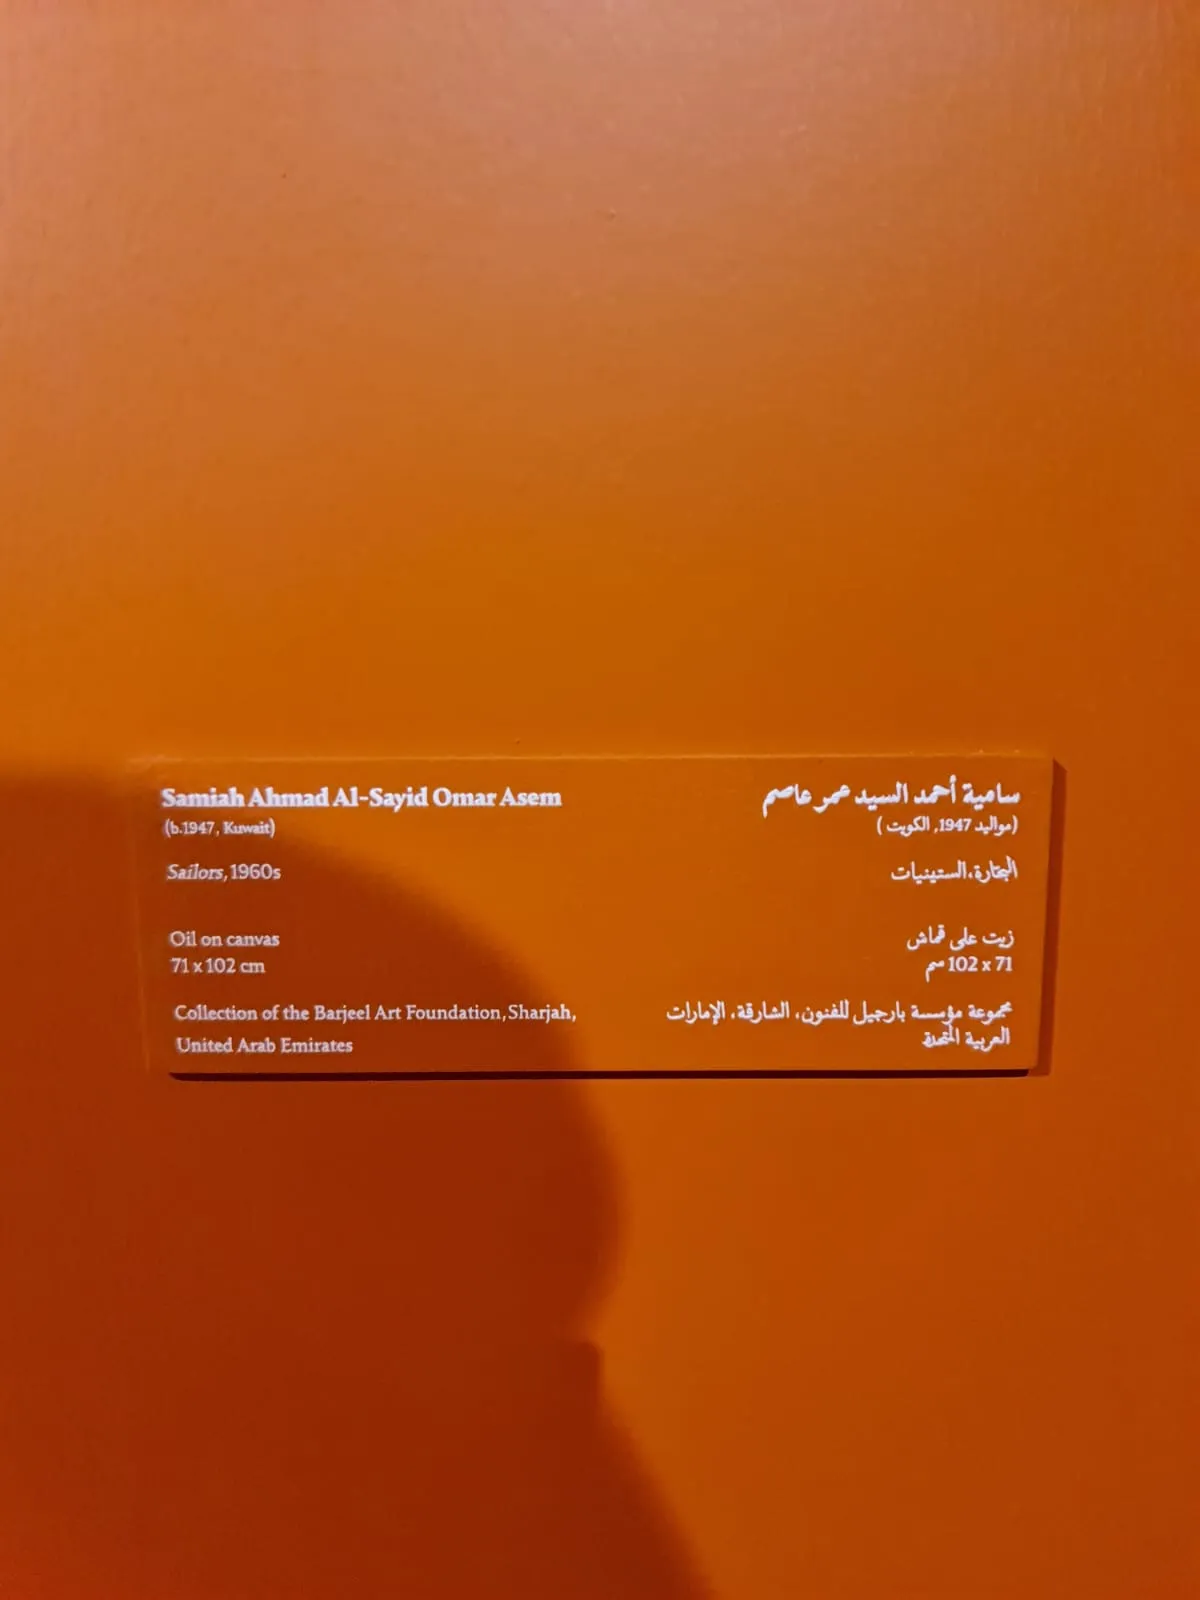 Samiah Ahmad Al-Sayid Omar Asem
(b.1947, Kuwait)
Sailors, 1960s
Oil on canvas
71 x 102 cm
Collection of the Barjeel Art Foundation, Sharjah,
United Arab Emirates
سامية أحمد السيد عمر عاصم
(مواليد 1947, الكويت )
البحّارة، الستينيات
زيت على قماش
71 x 102 سم
مجموعة مؤسسة بارجيل للفنون، الشارقة، الإمارات
العربية المتحدة